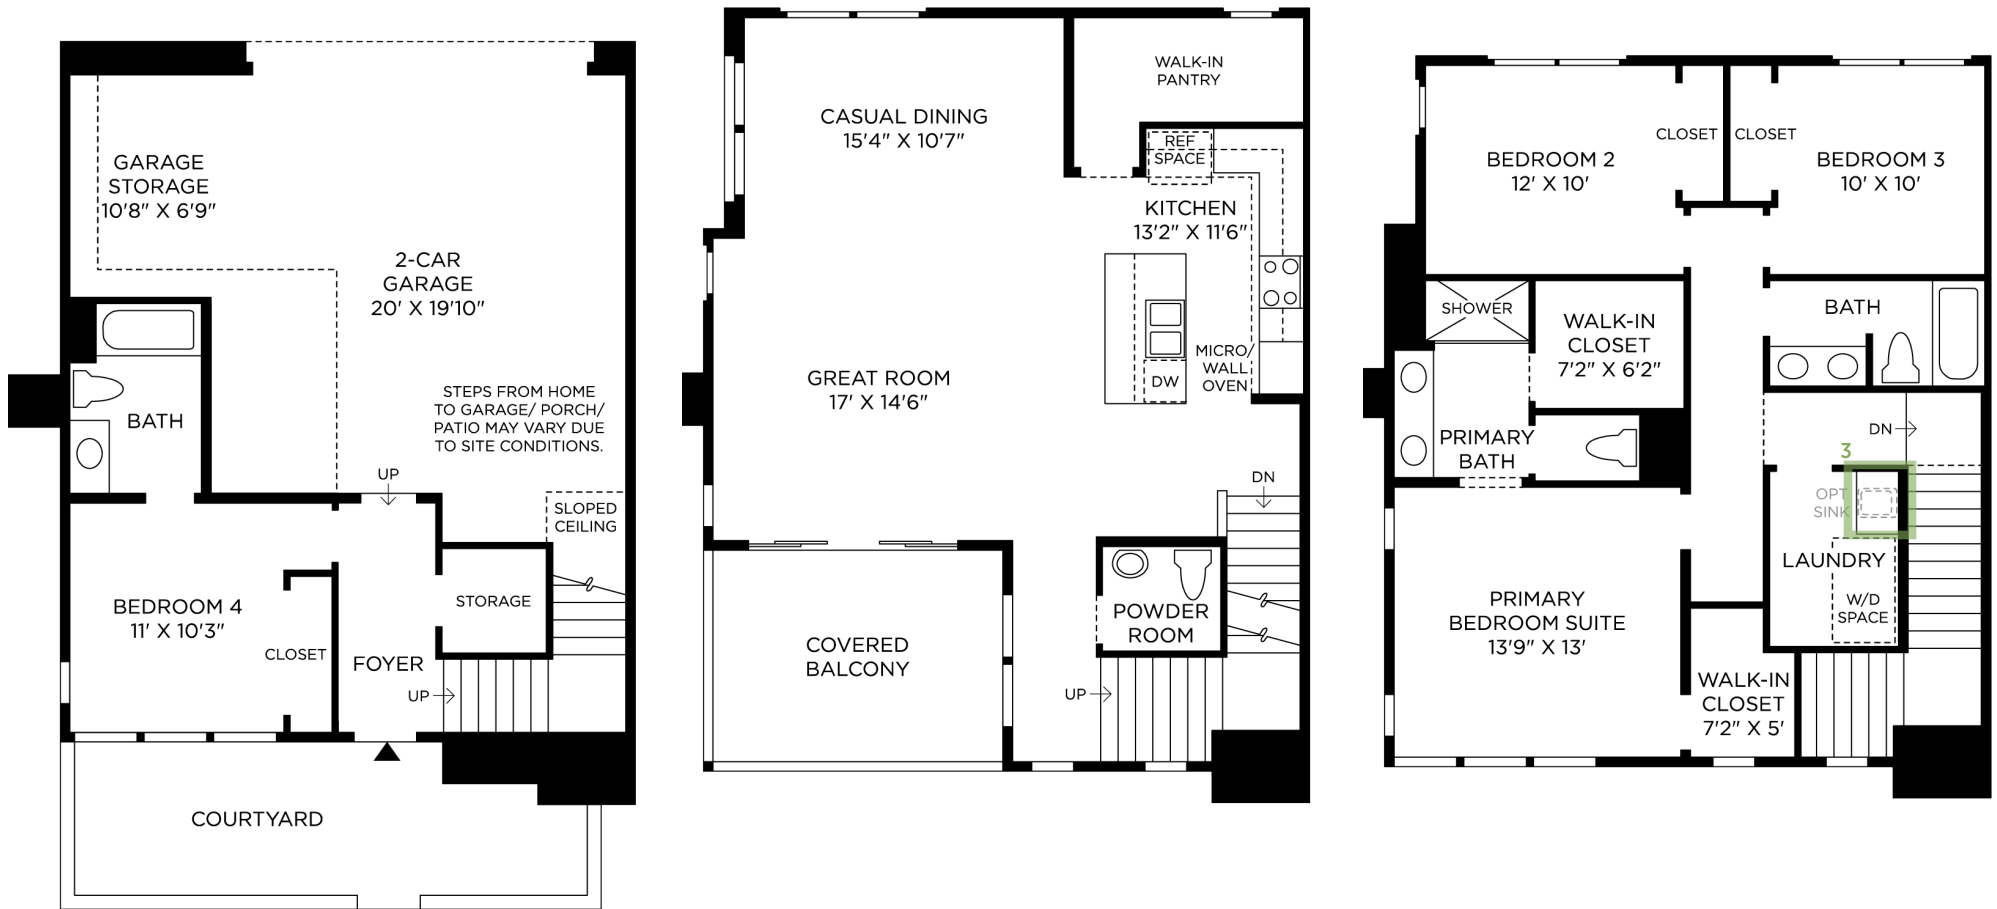 GARAGE
STORAGE
10'8" X 6'9"
2-CAR
GARAGE
20' X 19'10"
STEPS FROM HOME
TO GARAGE/ PORCH/
PATIO MAY VARY DUE
TO SITE CONDITIONS.
BATH
UP
SLOPED
CEILING
BEDROOM 4
11' X 10'3"
STORAGE
CLOSET
FOYER
UP
COURTYARD
WALK-IN
PANTRY
CASUAL DINING
15'4" X 10'7"
REF
SPACE
KITCHEN
13'2" X 11'6"
MICRO/
WALL
OVEN
DW
GREAT ROOM
17' X 14'6"
DN
POWDER
ROOM
COVERED
BALCONY
UP
BEDROOM 2
12' X 10'
CLOSET
CLOSET
BEDROOM 3
10' X 10'
SHOWER
WALK-IN
CLOSET
7'2" X 6'2"
BATH
PRIMARY
BATH
DN
3
OPT
SINK
LAUNDRY
W/D
SPACE
PRIMARY
BEDROOM SUITE
13'9" X 13'
WALK-IN
CLOSET
7'2" X 5'